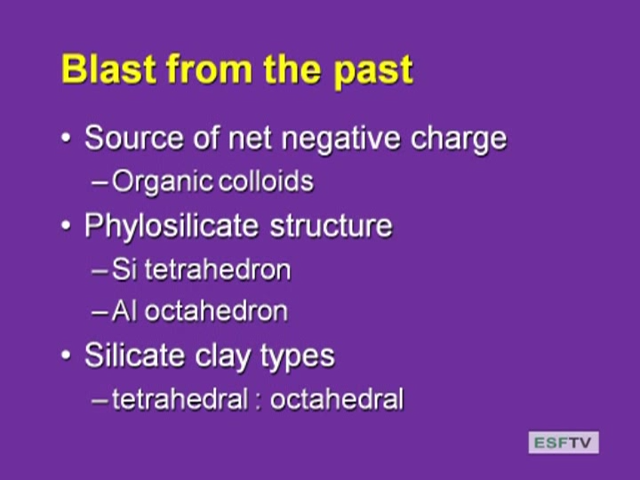 Blast from the past
• Source of net negative charge
–Organic colloids
• Phylosilicate structure
–Si tetrahedron
–Al octahedron
• Silicate clay types
–tetrahedral : octahedral
ESFTV